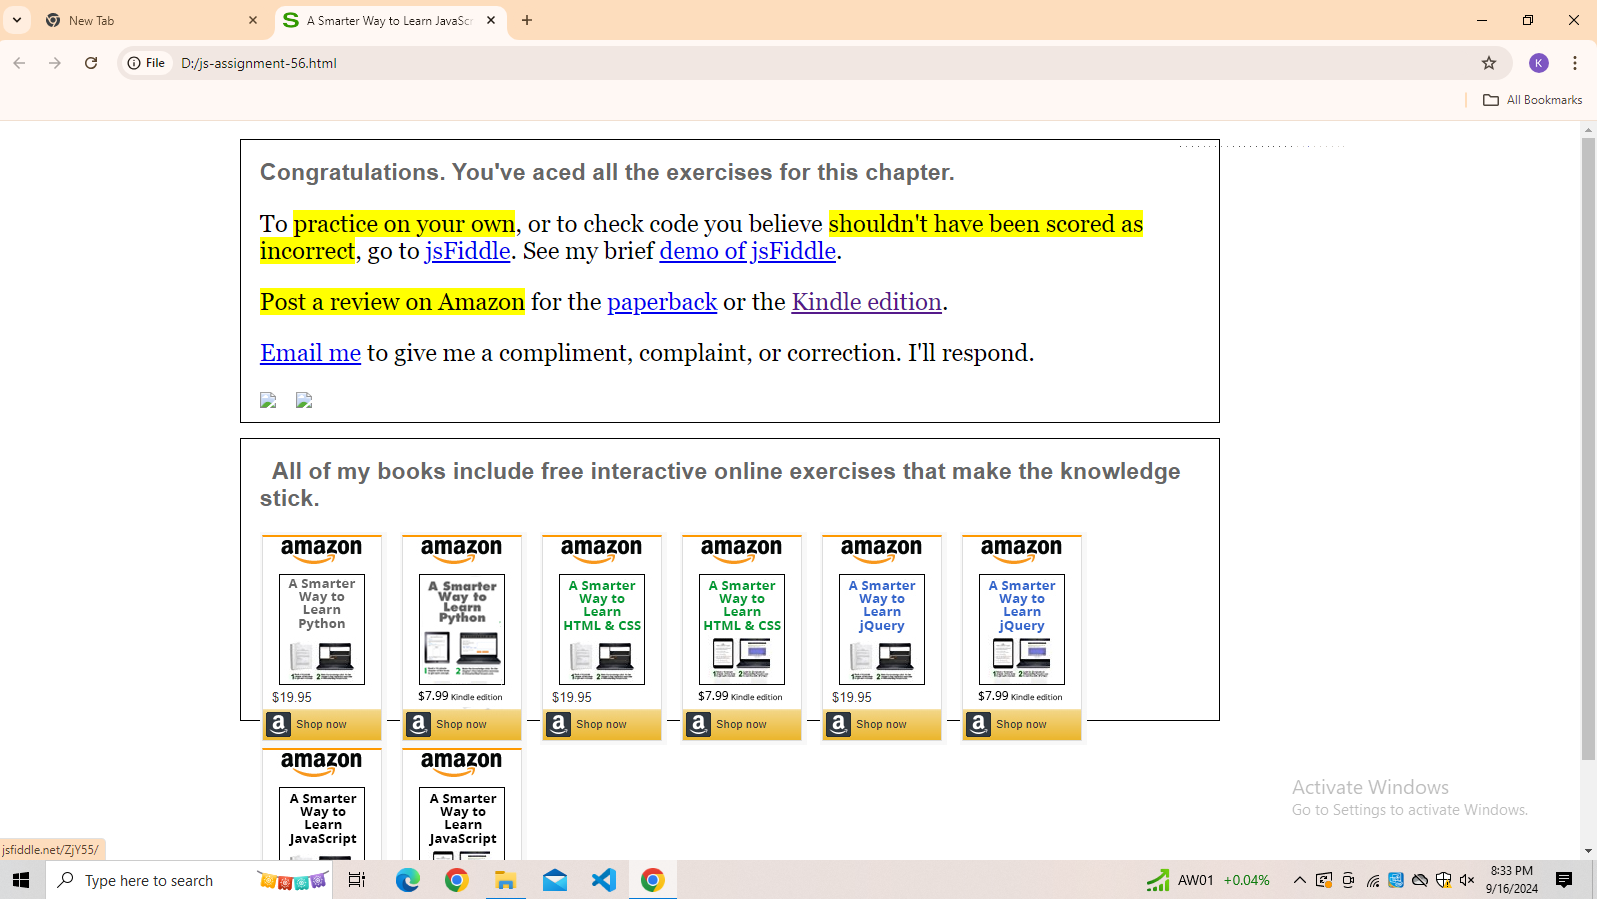 New Tab
A Smarter Way to Learn JavaScr
File
D:/js-assignment-56.html
K
All Bookmarks
Congratulations. You've aced all the exercises for this chapter.
To practice on your own, or to check code you believe shouldn't have been scored as
incorrect, go to jsFiddle. See my brief demo of jsFiddle.
Post a review on Amazon for the paperback or the Kindle edition.
Email me to give me a compliment, complaint, or correction. I'll respond.
All of my books include free interactive online exercises that make the knowledge
stick.
amazon
A Smarter
Way to
Learn
Python
$19.95
a Shop now
amazon
A Smarter
Way to
Learn
Python
$7.99 Kindle edition
a Shop now
amazon
A Smarter
Way to
Learn
HTML & CSS
$19.95
a Shop now
amazon
A Smarter
Way to
Learn
HTML & CSS
$7.99 Kindle edition
a Shop now
amazon
A Smarter
Way to
Learn
jQuery
$19.95
a Shop now
amazon
A Smarter
Way to
Learn
jQuery
$7.99 Kindle edition
a Shop now
amazon
A Smarter
Way to
Learn
JavaScript
amazon
A Smarter
Way to
Learn
JavaScript
Activate Windows
Go to Settings to activate Windows.
jsfiddle.net/ZjY55/
Type here to search
AW01 +0.04%
8:33 PM
9/16/2024